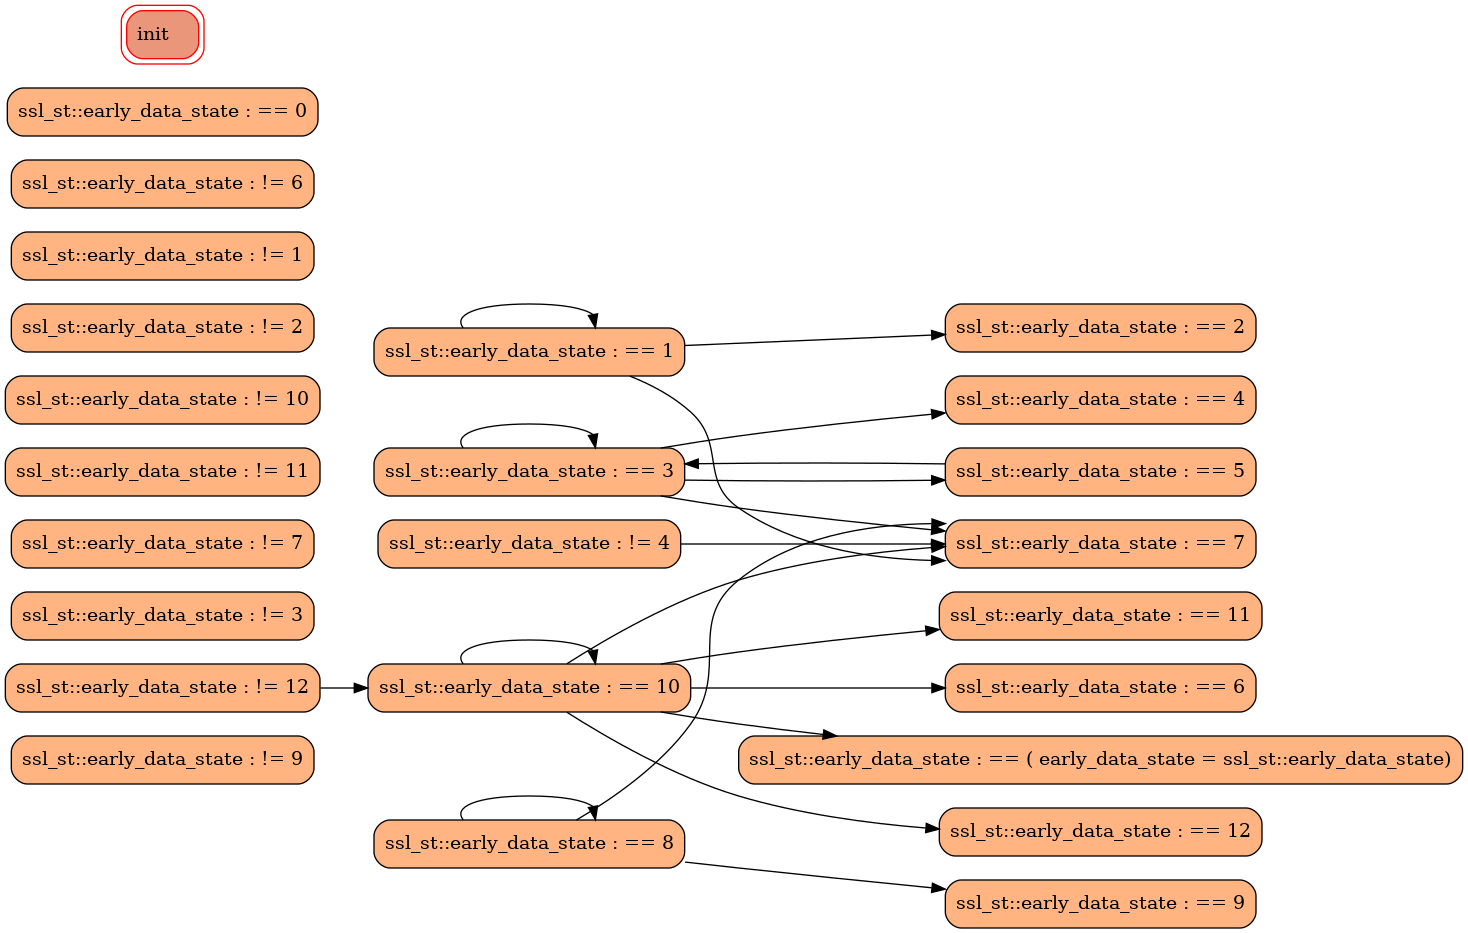 init
ssl_st::early_data_state : == 0
ssl_st::early_data_state : != 6
ssl_st::early_data_state : != 1
ssl_st::early_data_state : != 2
ssl_st::early_data_state : != 10
ssl_st::early_data_state : != 11
ssl_st::early_data_state : != 7
ssl_st::early_data_state : != 3
ssl_st::early_data_state : != 12
ssl_st::early_data_state : != 9
ssl_st::early_data_state : == 1
ssl_st::early_data_state : == 3
ssl_st::early_data_state : != 4
ssl_st::early_data_state : == 10
ssl_st::early_data_state : == 8
ssl_st::early_data_state : == 2
ssl_st::early_data_state : == 4
ssl_st::early_data_state : == 5
ssl_st::early_data_state : == 7
ssl_st::early_data_state : == 11
ssl_st::early_data_state : == 6
ssl_st::early_data_state : == ( early_data_state = ssl_st::early_data_state)
ssl_st::early_data_state : == 12
ssl_st::early_data_state : == 9